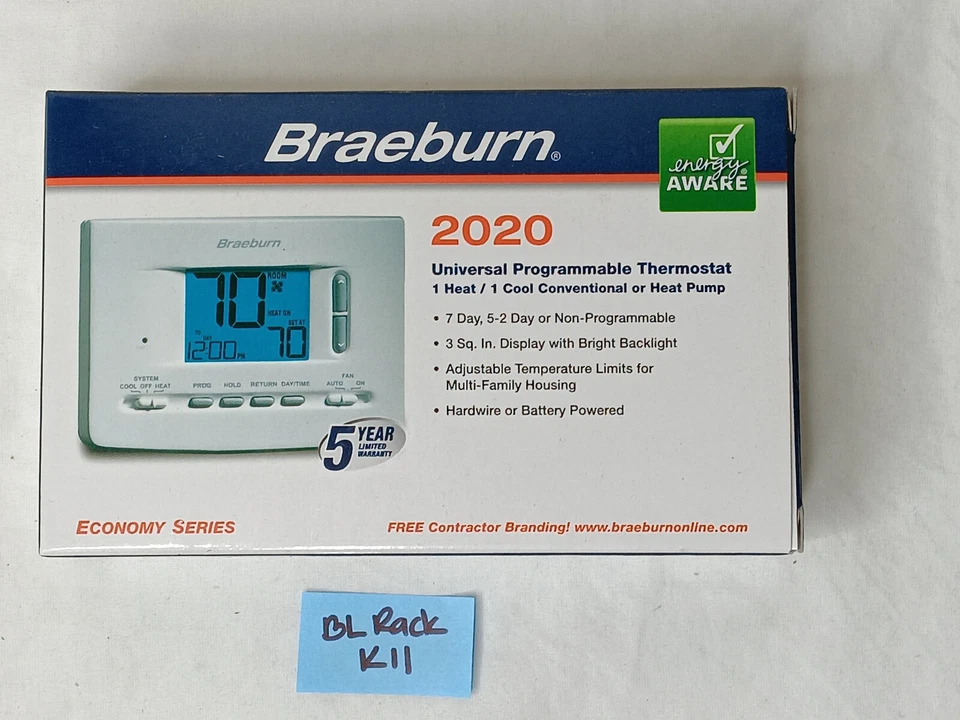 Braeburn®
energy
AWARE®
2020
Universal Programmable Thermostat
1 Heat / 1 Cool Conventional or Heat Pump
• 7 Day, 5-2 Day or Non-Programmable
• 3 Sq. In. Display with Bright Backlight
• Adjustable Temperature Limits for
Multi-Family Housing
• Hardwire or Battery Powered
Braeburn
70 ROOM
HEAT ON
SET AT
12:00 PM 70
SYSTEM
COOL OFF HEAT
PROG HOLD RETURN DAY/TIME
FAN
AUTO ON
5 YEAR
LIMITED
WARRANTY
ECONOMY SERIES
FREE Contractor Branding! www.braeburnonline.com
BL Rack
K11